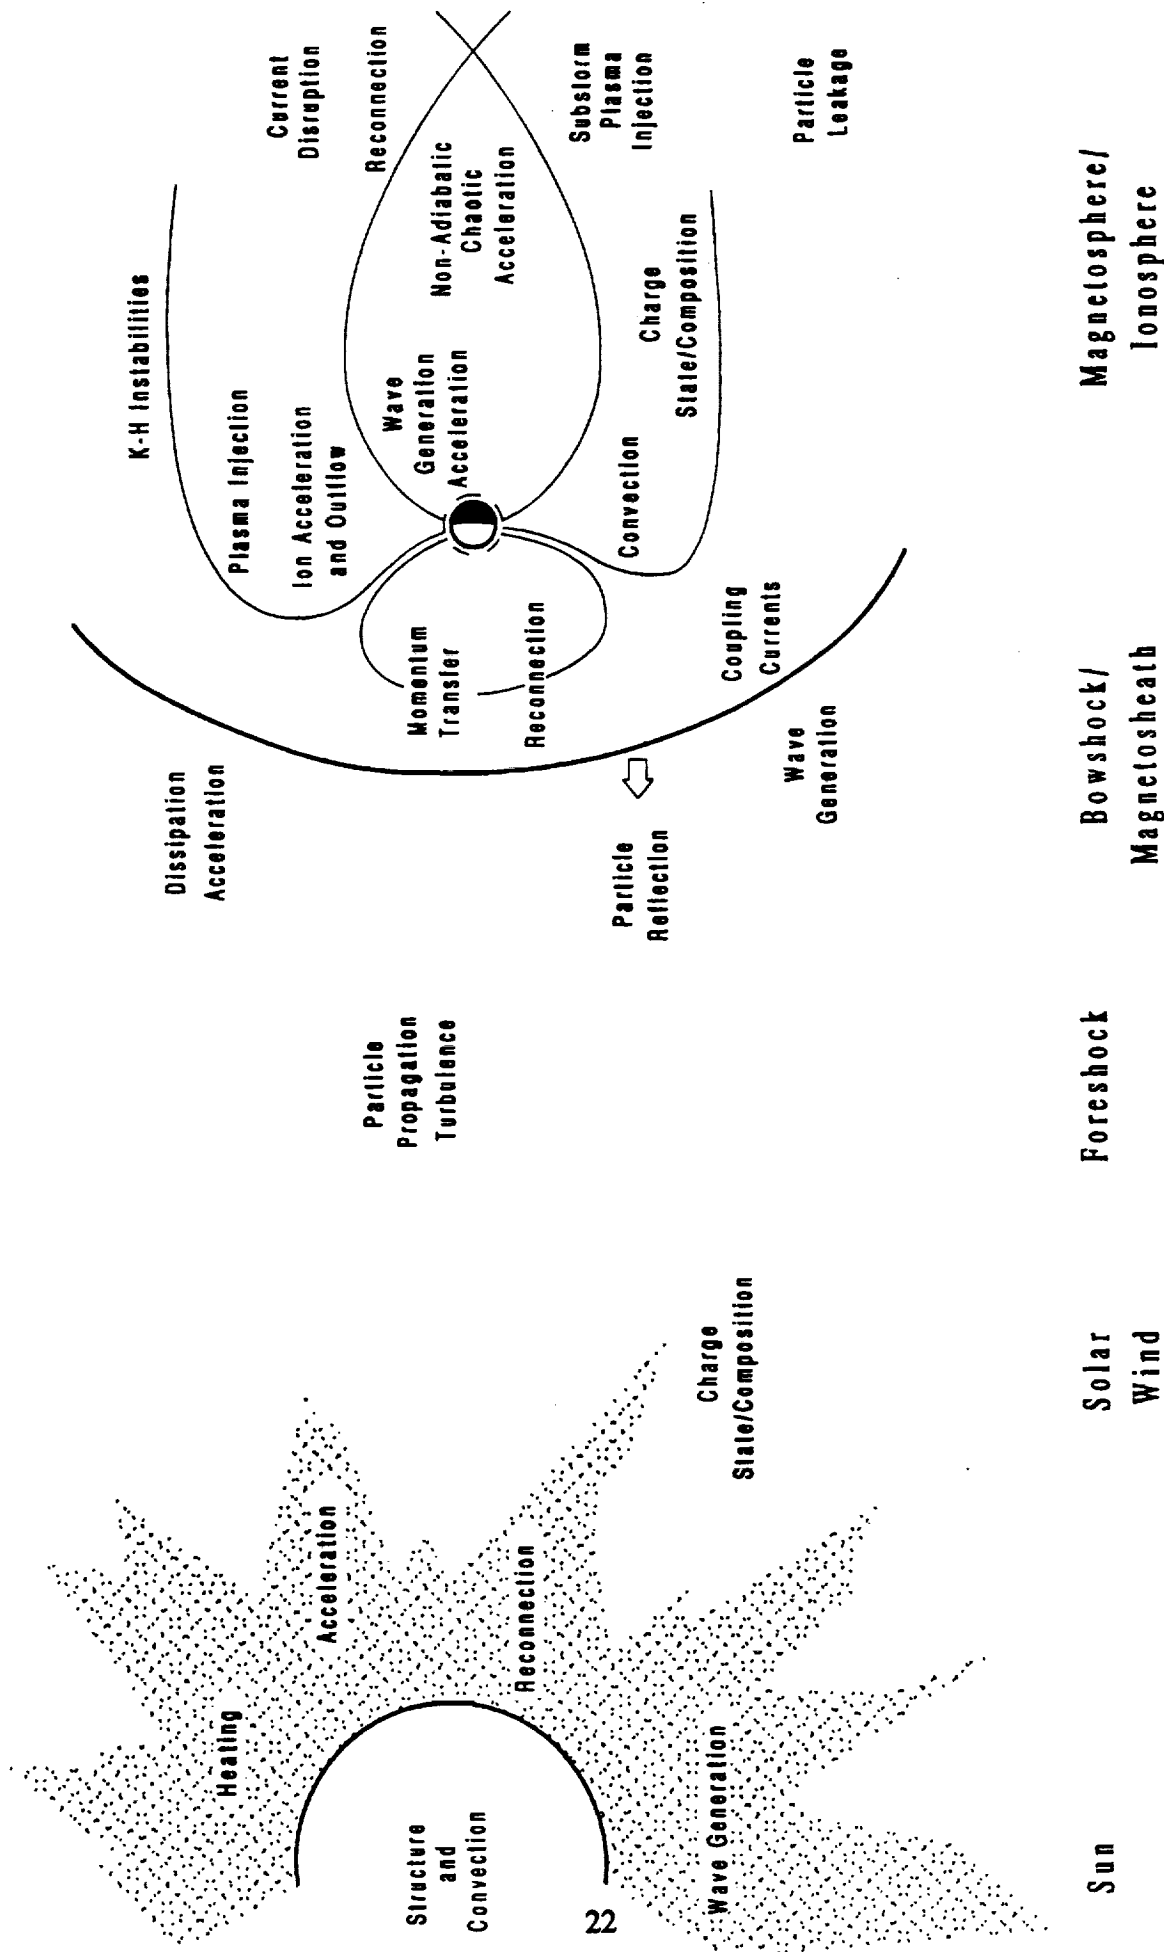 Structure
and
Convection
Heating
Acceleration
Reconnection
Wave Generation
Charge
State/Composition
Particle
Propagation
Turbulence
Dissipation
Acceleration
Particle
Reflection
Wave
Generation
Momentum
Transfer
Reconnection
Coupling
Currents
K-H Instabilities
Plasma Injection
Ion Acceleration
and Outflow
Wave
Generation
Acceleration
Convection
Charge
State/Composition
Non-Adiabatic
Chaotic
Acceleration
Current
Disruption
Reconnection
Substorm
Plasma
Injection
Particle
Leakage
Sun
Solar
Wind
Foreshock
Bowshock/
Magnetosheath
Magnetosphere/
Ionosphere
22